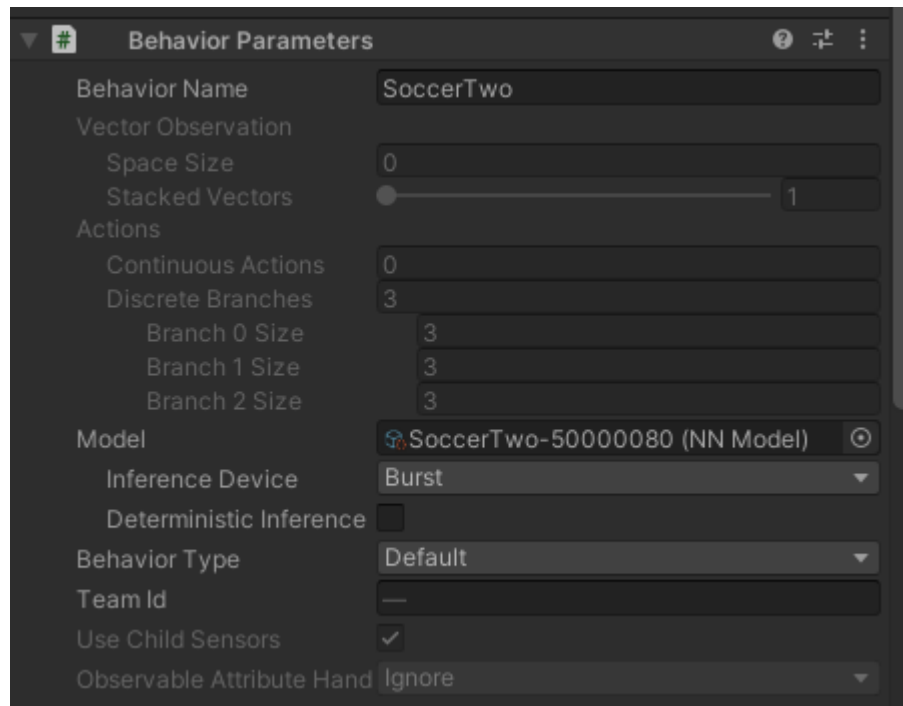 # Behavior Parameters
Behavior Name SoccerTwo
Vector Observation
Space Size 0
Stacked Vectors 1
Actions
Continuous Actions 0
Discrete Branches 3
Branch 0 Size 3
Branch 1 Size 3
Branch 2 Size 3
Model SoccerTwo-50000080 (NN Model)
Inference Device Burst
Deterministic Inference
Behavior Type Default
Team Id —
Use Child Sensors
Observable Attribute Hand Ignore